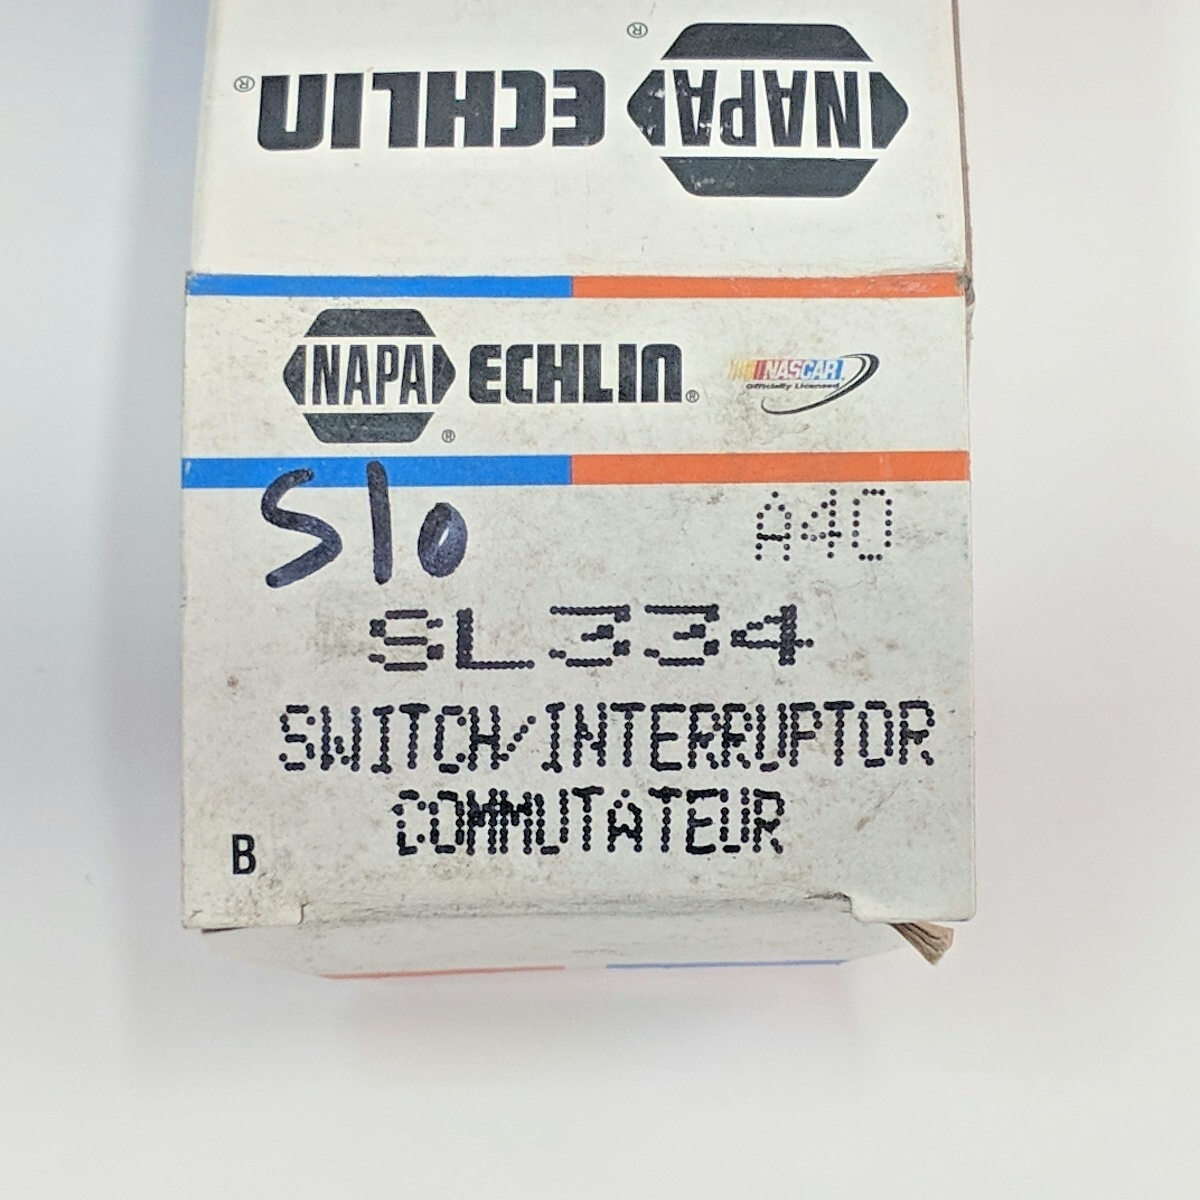 NAPA® ECHLIN®
NAPA® ECHLIN® NASCAR
Officially Licensed
S10
A40
SL334
SWITCH/INTERRUPTOR
COMMUTATEUR
B